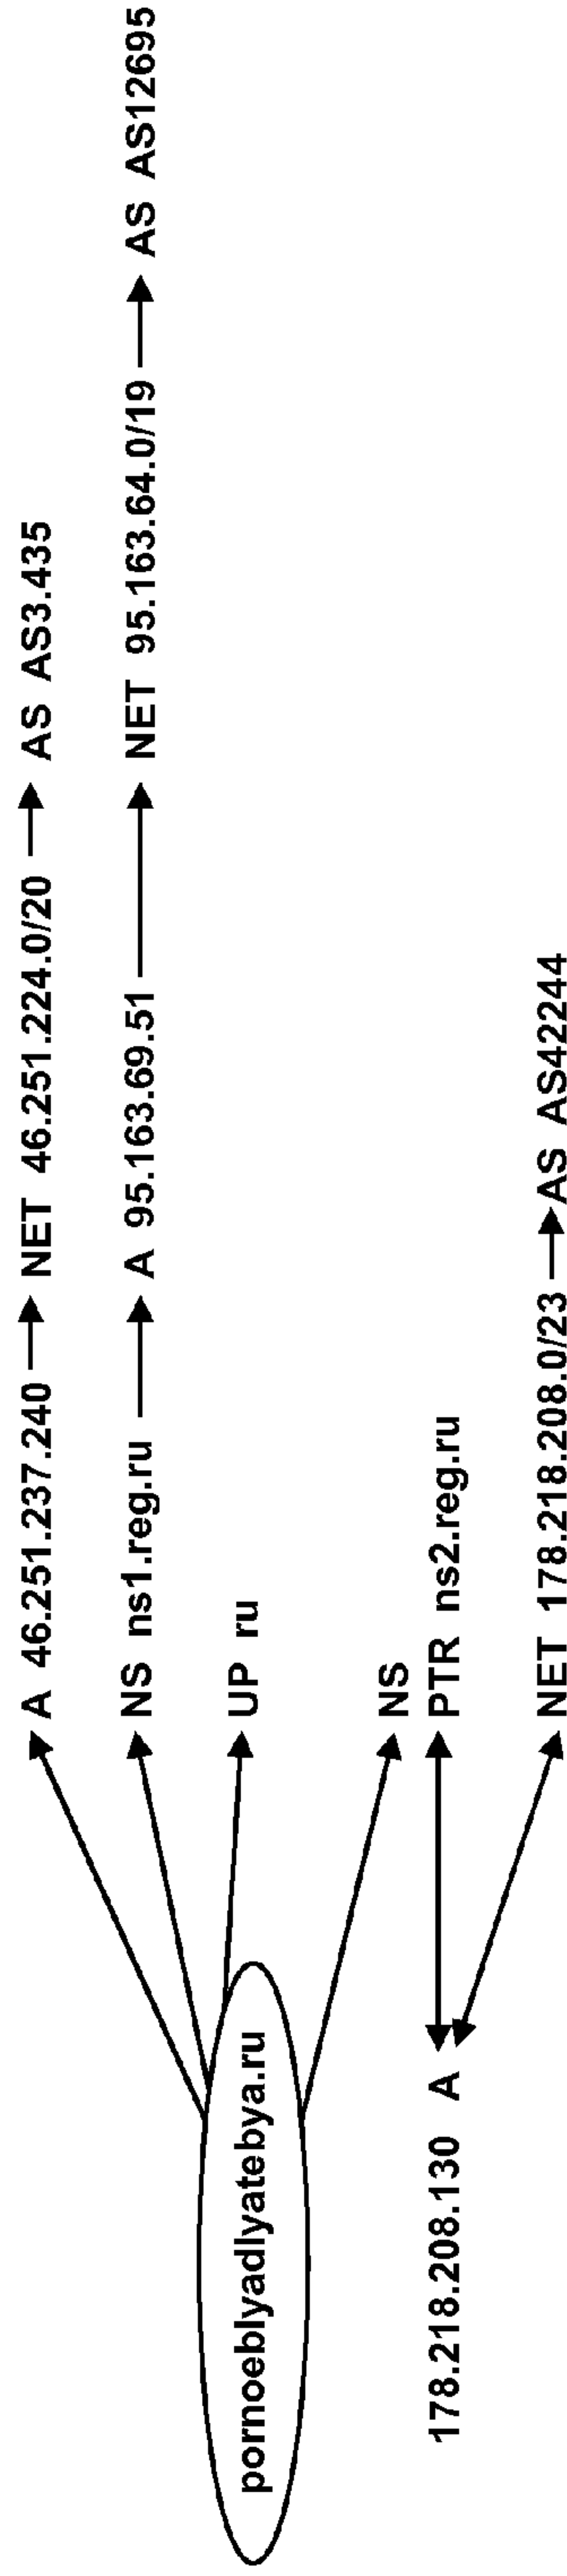 A 46.251.237.240 NET 46.251.224.0/20 AS AS3.435
NS ns1.reg.ru A 95.163.69.51 NET 95.163.64.0/19 AS AS12695
UP ru
pornoeblyadlyatebya.ru
NS
PTR ns2.reg.ru
178.218.208.130 A
NET 178.218.208.0/23 AS AS42244